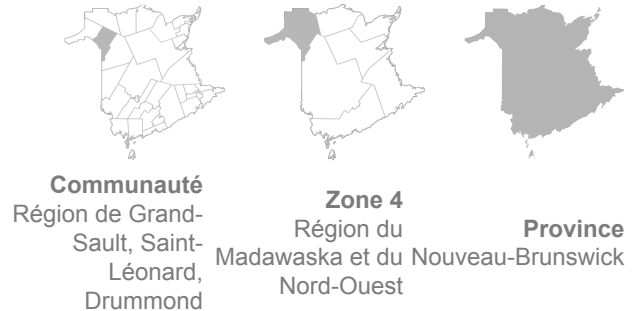 Communauté
Région de Grand-
Sault, Saint-
Léonard,
Drummond
Zone 4
Région du
Madawaska et du
Nord-Ouest
Province
Nouveau-Brunswick